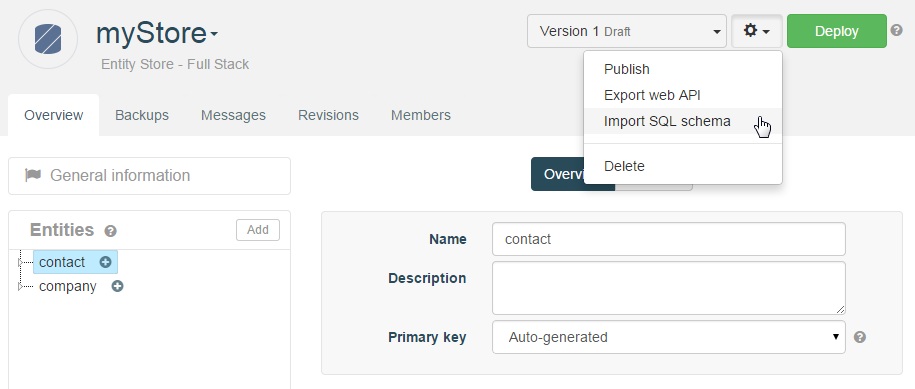 myStore
Entity Store - Full Stack
Version 1 Draft
Deploy
Publish
Export web API
Import SQL schema
Delete
Overview
Backups
Messages
Revisions
Members
General information
Entities
Add
contact
company
Name
contact
Description
Primary key
Auto-generated